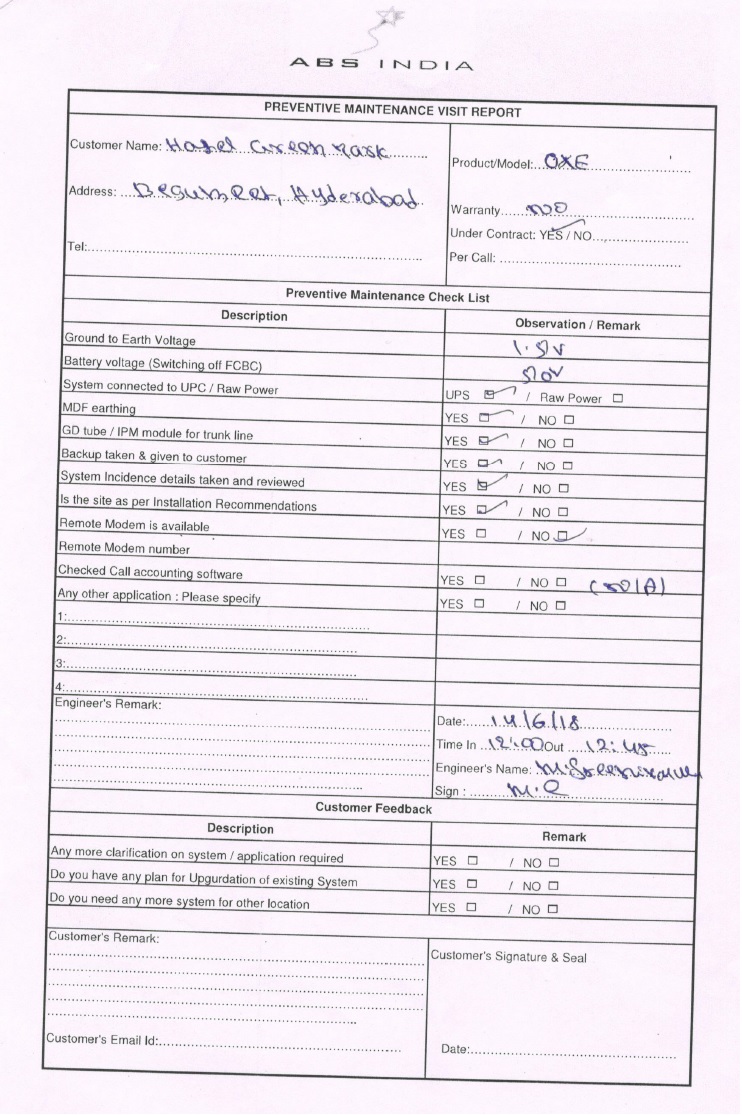 ABS INDIA
PREVENTIVE MAINTENANCE VISIT REPORT
Customer Name: Hotel Green Park
Product/Model: OXE
Address: Begumpet, Hyderabad
Warranty NO
Under Contract: YES / NO
Tel:
Per Call:
Preventive Maintenance Check List
Description Observation / Remark
Ground to Earth Voltage
Battery voltage (Switching off FCBC)
System connected to UPC / Raw Power UPS / Raw Power
MDF earthing YES / NO
GD tube / IPM module for trunk line YES / NO
Backup taken & given to customer YES / NO
System Incidence details taken and reviewed YES / NO
Is the site as per Installation Recommendations YES / NO
Remote Modem is available YES / NO
Remote Modem number
Checked Call accounting software YES / NO
Any other application : Please specify YES / NO
1:
2:
3:
4:
Engineer's Remark:
Date: 14/6/18
Time In 12:00 Out 12:45
Engineer's Name:
Sign :
Customer Feedback
Description Remark
Any more clarification on system / application required YES / NO
Do you have any plan for Upgurdation of existing System YES / NO
Do you need any more system for other location YES / NO
Customer's Remark:
Customer's Signature & Seal
Customer's Email Id:
Date: